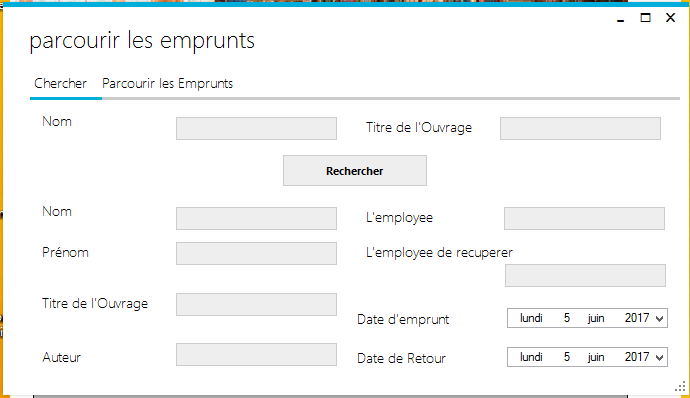 parcourir les emprunts
Chercher Parcourir les Emprunts
Nom Titre de l'Ouvrage
Rechercher
Nom L'employee
Prénom L'employee de recuperer
Titre de l'Ouvrage
Date d'emprunt lundi 5 juin 2017
Auteur Date de Retour lundi 5 juin 2017